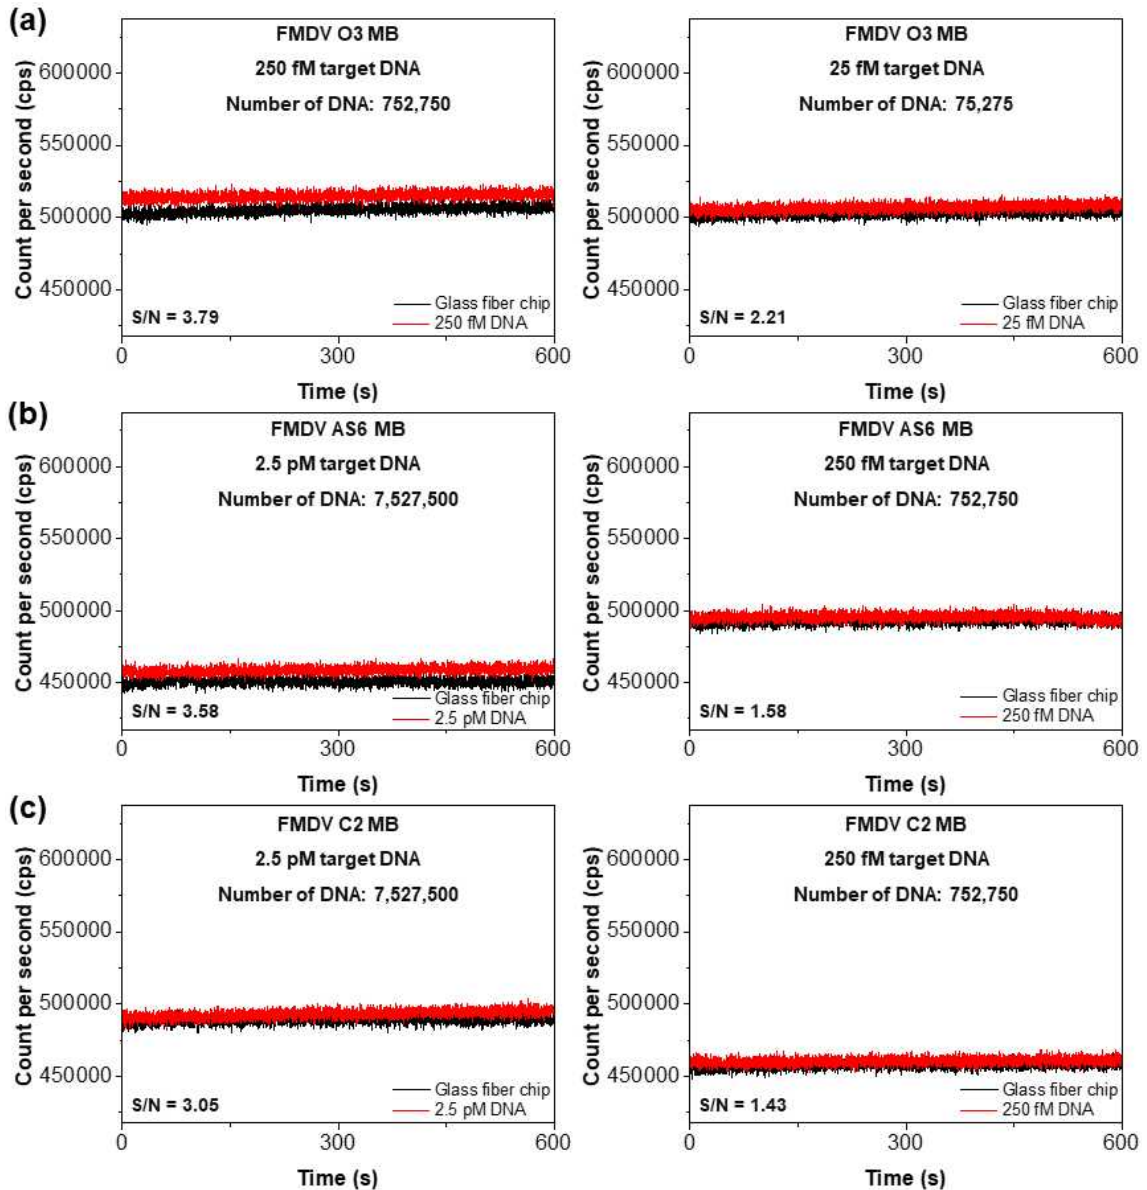 (a)
FMDV O3 MB
250 fM target DNA
Number of DNA: 752,750
Count per second (cps)
600000
550000
500000
450000
S/N = 3.79
Glass fiber chip
250 fM DNA
0
300
600
Time (s)
FMDV O3 MB
25 fM target DNA
Number of DNA: 75,275
Count per second (cps)
600000
550000
500000
450000
S/N = 2.21
Glass fiber chip
25 fM DNA
0
300
600
Time (s)
(b)
FMDV AS6 MB
2.5 pM target DNA
Number of DNA: 7,527,500
Count per second (cps)
600000
550000
500000
450000
S/N = 3.58
Glass fiber chip
2.5 pM DNA
0
300
600
Time (s)
FMDV AS6 MB
250 fM target DNA
Number of DNA: 752,750
Count per second (cps)
600000
550000
500000
450000
S/N = 1.58
Glass fiber chip
250 fM DNA
0
300
600
Time (s)
(c)
FMDV C2 MB
2.5 pM target DNA
Number of DNA: 7,527,500
Count per second (cps)
600000
550000
500000
450000
S/N = 3.05
Glass fiber chip
2.5 pM DNA
0
300
600
Time (s)
FMDV C2 MB
250 fM target DNA
Number of DNA: 752,750
Count per second (cps)
600000
550000
500000
450000
S/N = 1.43
Glass fiber chip
250 fM DNA
0
300
600
Time (s)